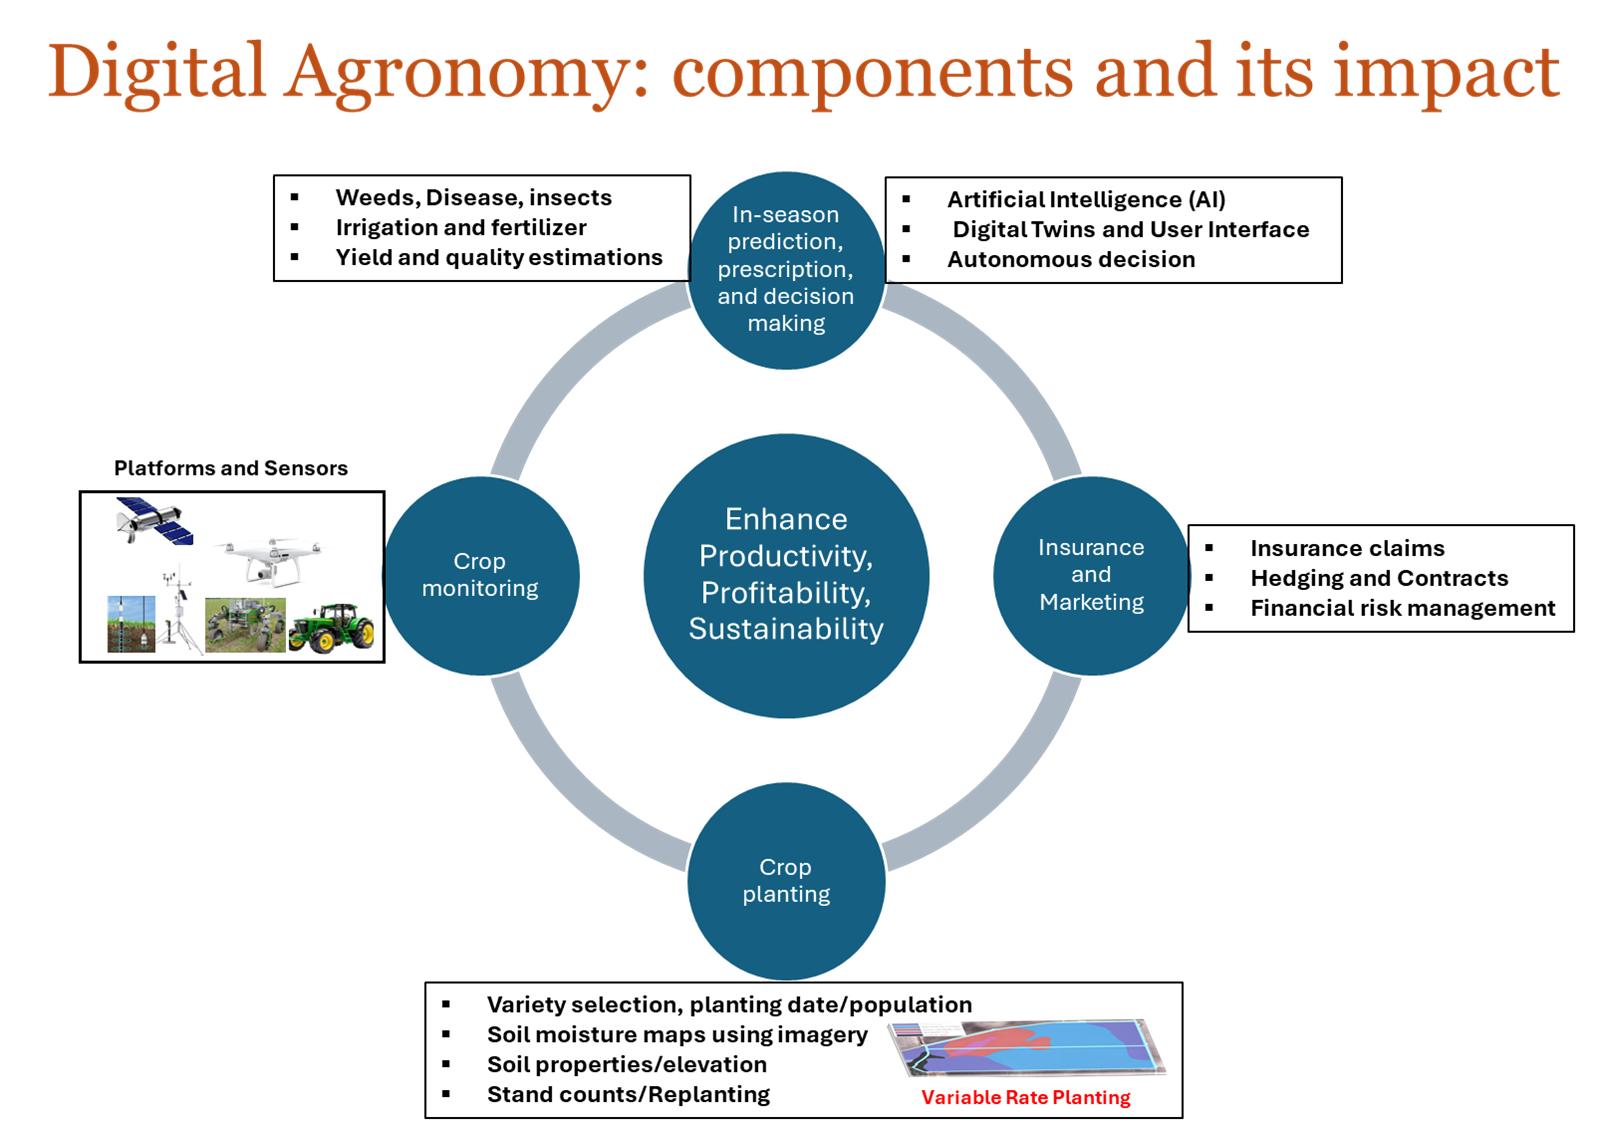 Digital Agronomy: components and its impact
▪ Weeds, Disease, insects
▪ Irrigation and fertilizer
▪ Yield and quality estimations
In-season
prediction,
prescription,
and decision
making
▪ Artificial Intelligence (AI)
▪ Digital Twins and User Interface
▪ Autonomous decision
Platforms and Sensors
Crop
monitoring
Enhance
Productivity,
Profitability,
Sustainability
Insurance
and
Marketing
▪ Insurance claims
▪ Hedging and Contracts
▪ Financial risk management
Crop
planting
▪ Variety selection, planting date/population
▪ Soil moisture maps using imagery
▪ Soil properties/elevation
▪ Stand counts/Replanting
Variable Rate Planting